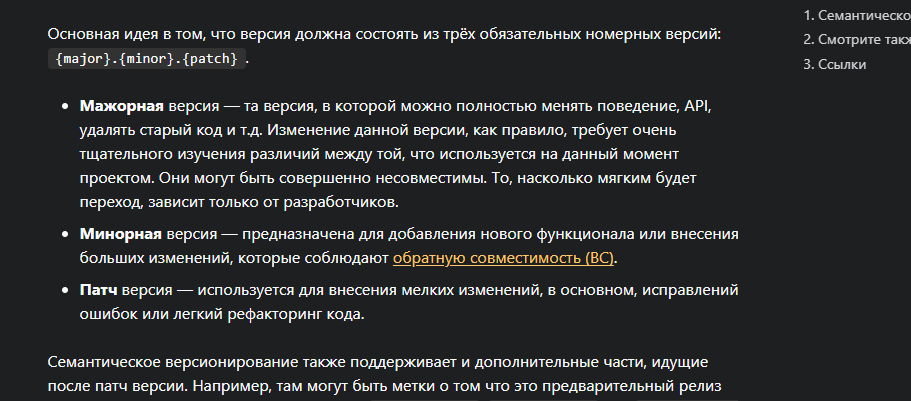 Основная идея в том, что версия должна состоять из трёх обязательных номерных версий:
{major}.{minor}.{patch} .
• Мажорная версия — та версия, в которой можно полностью менять поведение, API,
удалять старый код и т.д. Изменение данной версии, как правило, требует очень
тщательного изучения различий между той, что используется на данный момент
проектом. Они могут быть совершенно несовместимы. То, насколько мягким будет
переход, зависит только от разработчиков.
• Минорная версия — предназначена для добавления нового функционала или внесения
больших изменений, которые соблюдают обратную совместимость (BC).
• Патч версия — используется для внесения мелких изменений, в основном, исправлений
ошибок или легкий рефакторинг кода.
Семантическое версионирование также поддерживает и дополнительные части, идущие
после патч версии. Например, там могут быть метки о том что это предварительный релиз
1. Семантическо
2. Смотрите такж
3. Ссылки